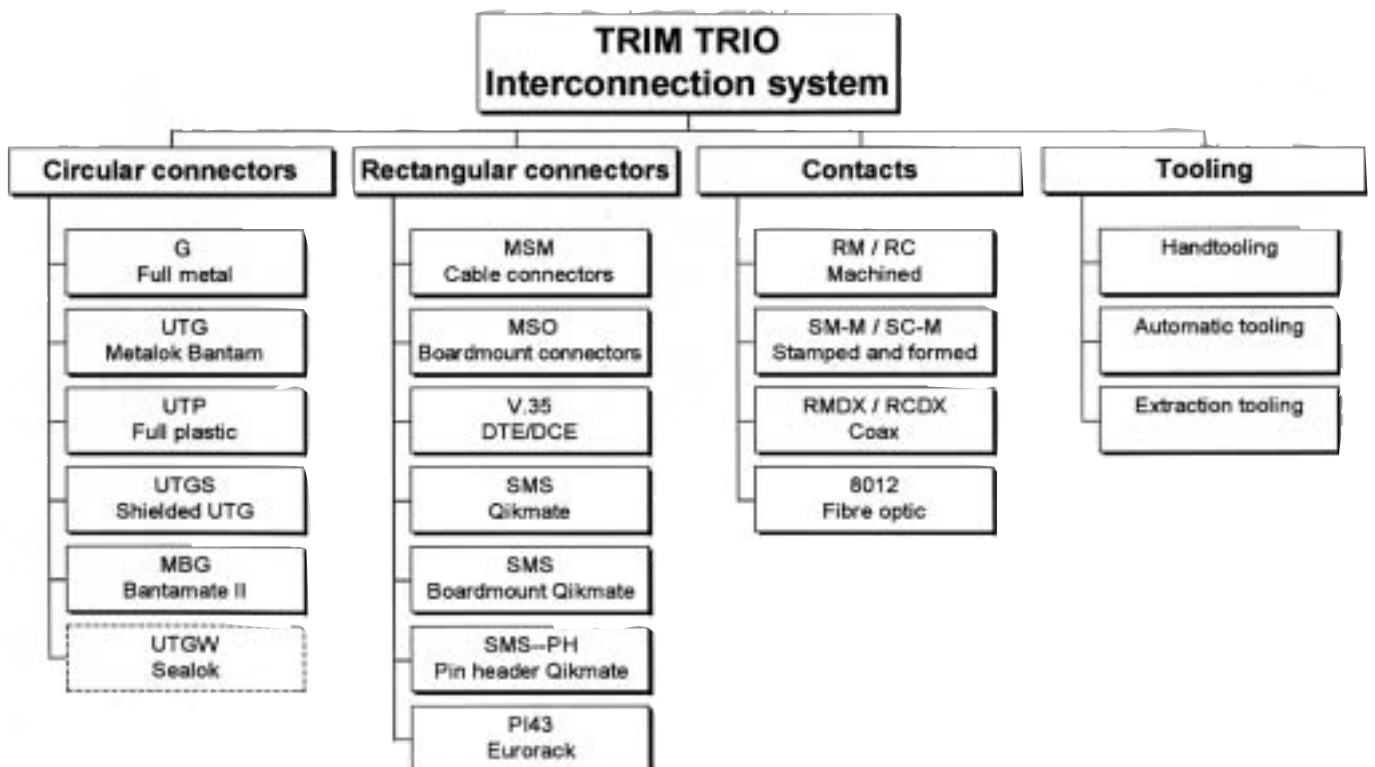 TRIM TRIO
Interconnection system
Circular connectors
G
Full metal
UTG
Metalok Bantam
UTP
Full plastic
UTGS
Shielded UTG
MBG
Bantamate II
UTGW
Sealok
Rectangular connectors
MSM
Cable connectors
MSO
Boardmount connectors
V.35
DTE/DCE
SMS
Qikmate
SMS
Boardmount Qikmate
SMS--PH
Pin header Qikmate
PI43
Eurorack
Contacts
RM / RC
Machined
SM-M / SC-M
Stamped and formed
RMDX / RCDX
Coax
8012
Fibre optic
Tooling
Handtooling
Automatic tooling
Extraction tooling